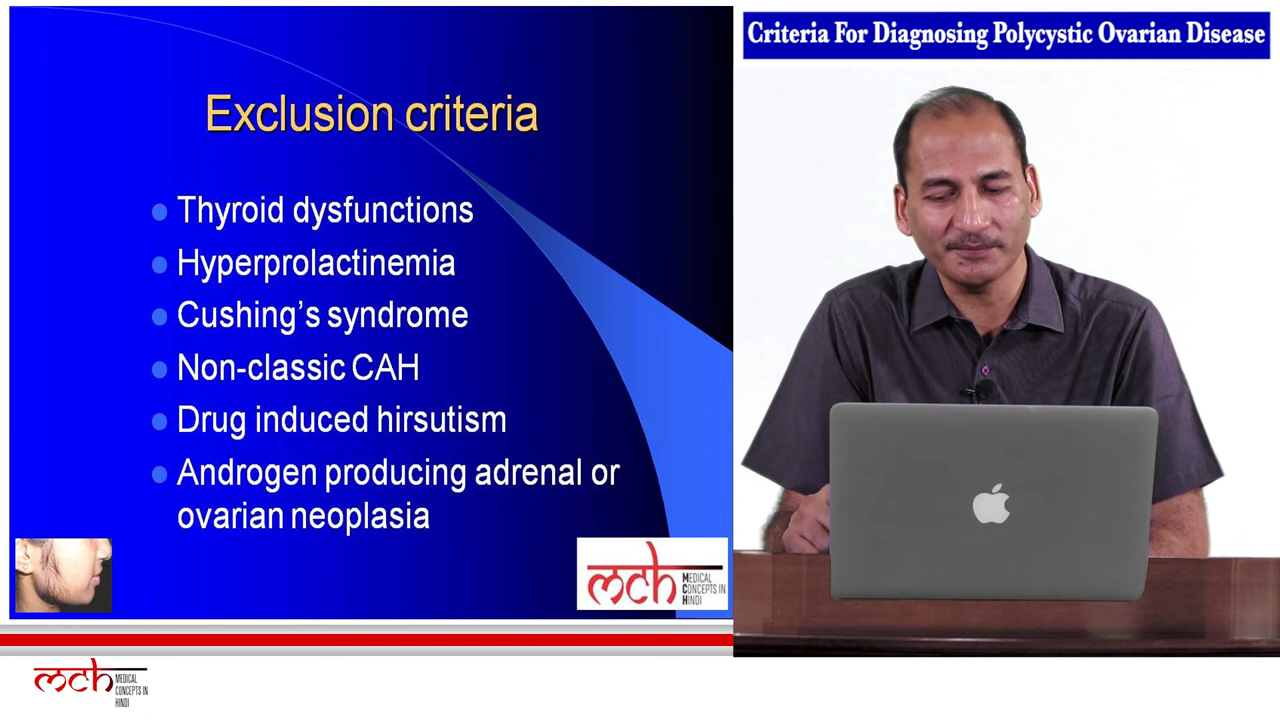 Criteria For Diagnosing Polycystic Ovarian Disease
Exclusion criteria
Thyroid dysfunctions
Hyperprolactinemia
Cushing’s syndrome
Non-classic CAH
Drug induced hirsutism
Androgen producing adrenal or
ovarian neoplasia
mch
MEDICAL
CONCEPTS IN
HINDI
mch
MEDICAL
CONCEPTS IN
HINDI